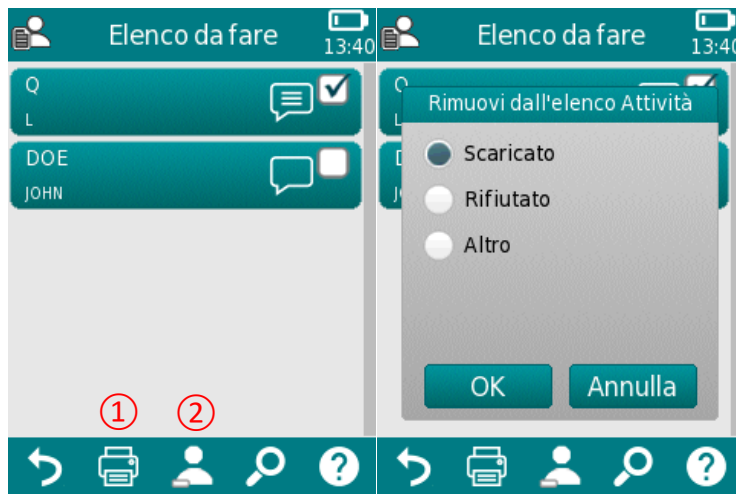 Elenco da fare
13:40
Q
L
DOE
JOHN
①
②
?
Elenco da fare
13:40
Q
L
Rimuovi dall'elenco Attività
Scaricato
Rifiutato
Altro
OK
Annulla
?